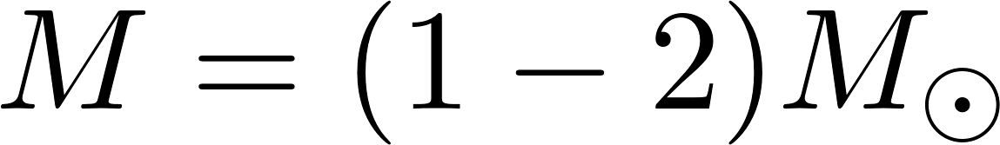 M = (1 − 2)M⊙